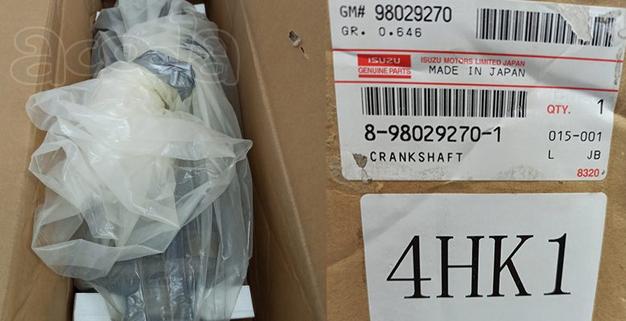 GM# 98029270
GR. 0.646
ISUZU
GENUINE PARTS
ISUZU MOTORS LIMITED JAPAN
MADE IN JAPAN
QTY. 1
8-98029270-1
015-001
CRANKSHAFT
L JB
8320
4HK1